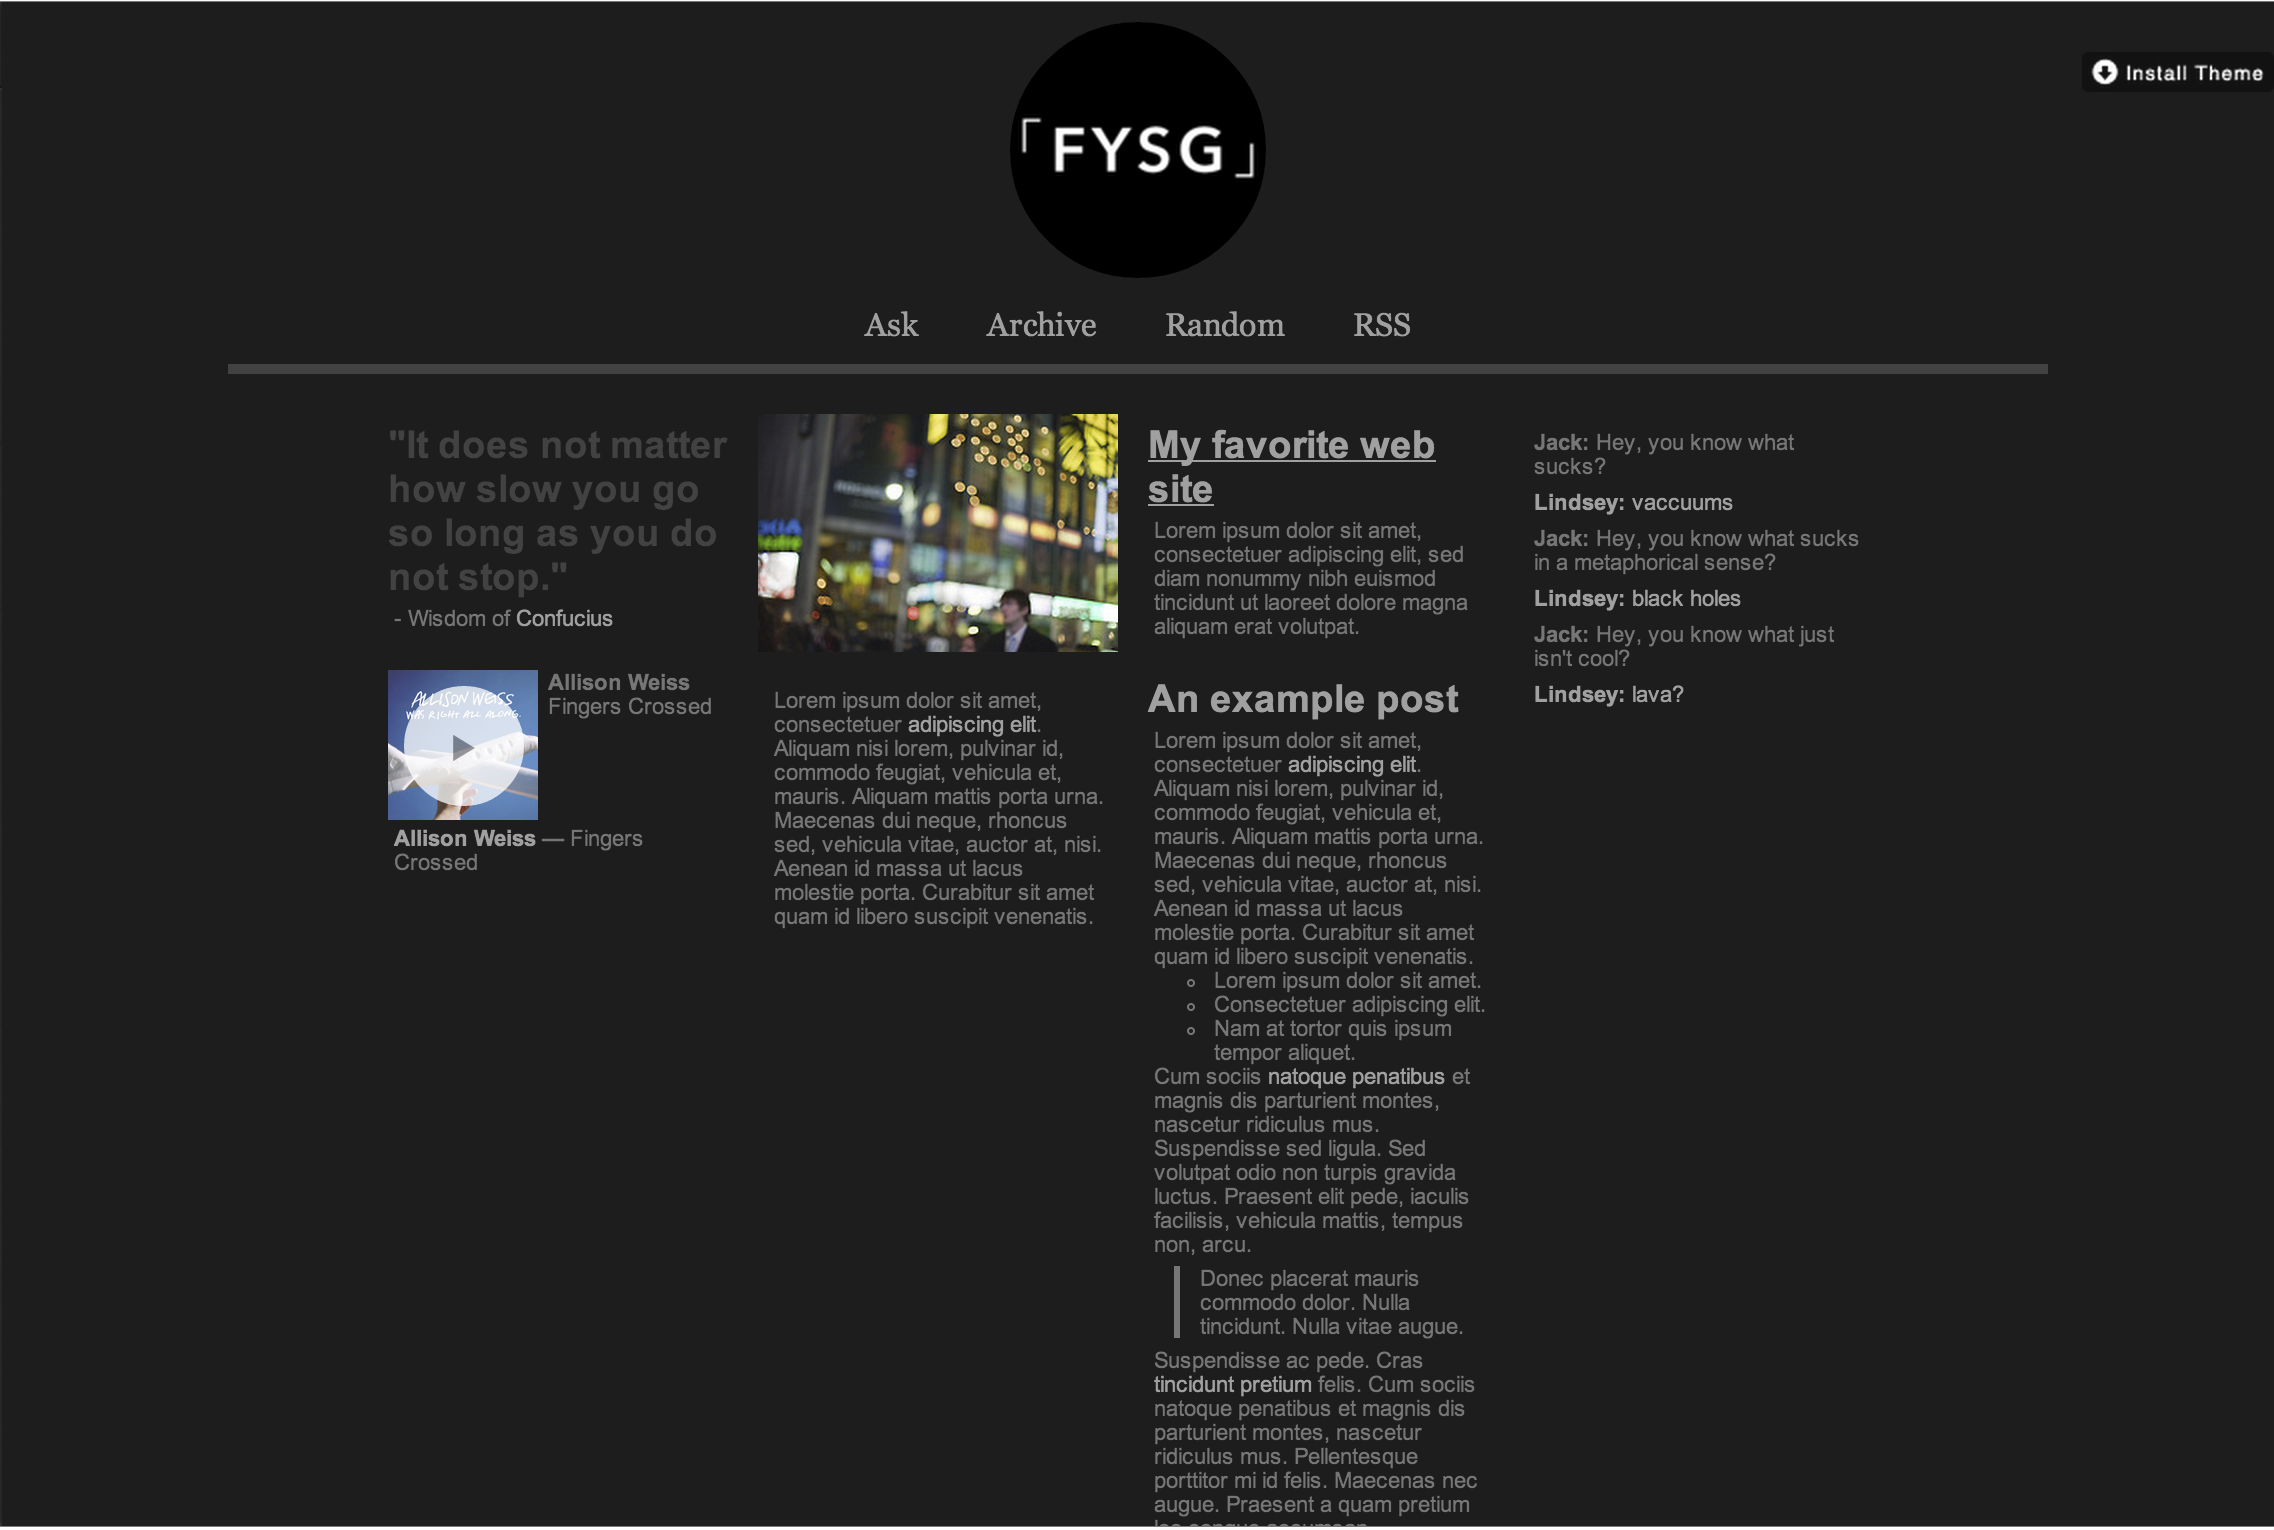 Install Theme
「FYSG」
Ask Archive Random RSS
"It does not matter
how slow you go
so long as you do
not stop."
- Wisdom of Confucius
ALLISON WEISS
WAS RIGHT ALL ALONG.
Allison Weiss
Fingers Crossed
Allison Weiss — Fingers
Crossed
Lorem ipsum dolor sit amet,
consectetuer adipiscing elit.
Aliquam nisi lorem, pulvinar id,
commodo feugiat, vehicula et,
mauris. Aliquam mattis porta urna.
Maecenas dui neque, rhoncus
sed, vehicula vitae, auctor at, nisi.
Aenean id massa ut lacus
molestie porta. Curabitur sit amet
quam id libero suscipit venenatis.
My favorite web
site
Lorem ipsum dolor sit amet,
consectetuer adipiscing elit, sed
diam nonummy nibh euismod
tincidunt ut laoreet dolore magna
aliquam erat volutpat.
An example post
Lorem ipsum dolor sit amet,
consectetuer adipiscing elit.
Aliquam nisi lorem, pulvinar id,
commodo feugiat, vehicula et,
mauris. Aliquam mattis porta urna.
Maecenas dui neque, rhoncus
sed, vehicula vitae, auctor at, nisi.
Aenean id massa ut lacus
molestie porta. Curabitur sit amet
quam id libero suscipit venenatis.
Lorem ipsum dolor sit amet.
Consectetuer adipiscing elit.
Nam at tortor quis ipsum
tempor aliquet.
Cum sociis natoque penatibus et
magnis dis parturient montes,
nascetur ridiculus mus.
Suspendisse sed ligula. Sed
volutpat odio non turpis gravida
luctus. Praesent elit pede, iaculis
facilisis, vehicula mattis, tempus
non, arcu.
Donec placerat mauris
commodo dolor. Nulla
tincidunt. Nulla vitae augue.
Suspendisse ac pede. Cras
tincidunt pretium felis. Cum sociis
natoque penatibus et magnis dis
parturient montes, nascetur
ridiculus mus. Pellentesque
porttitor mi id felis. Maecenas nec
augue. Praesent a quam pretium
Jack: Hey, you know what
sucks?
Lindsey: vaccuums
Jack: Hey, you know what sucks
in a metaphorical sense?
Lindsey: black holes
Jack: Hey, you know what just
isn't cool?
Lindsey: lava?